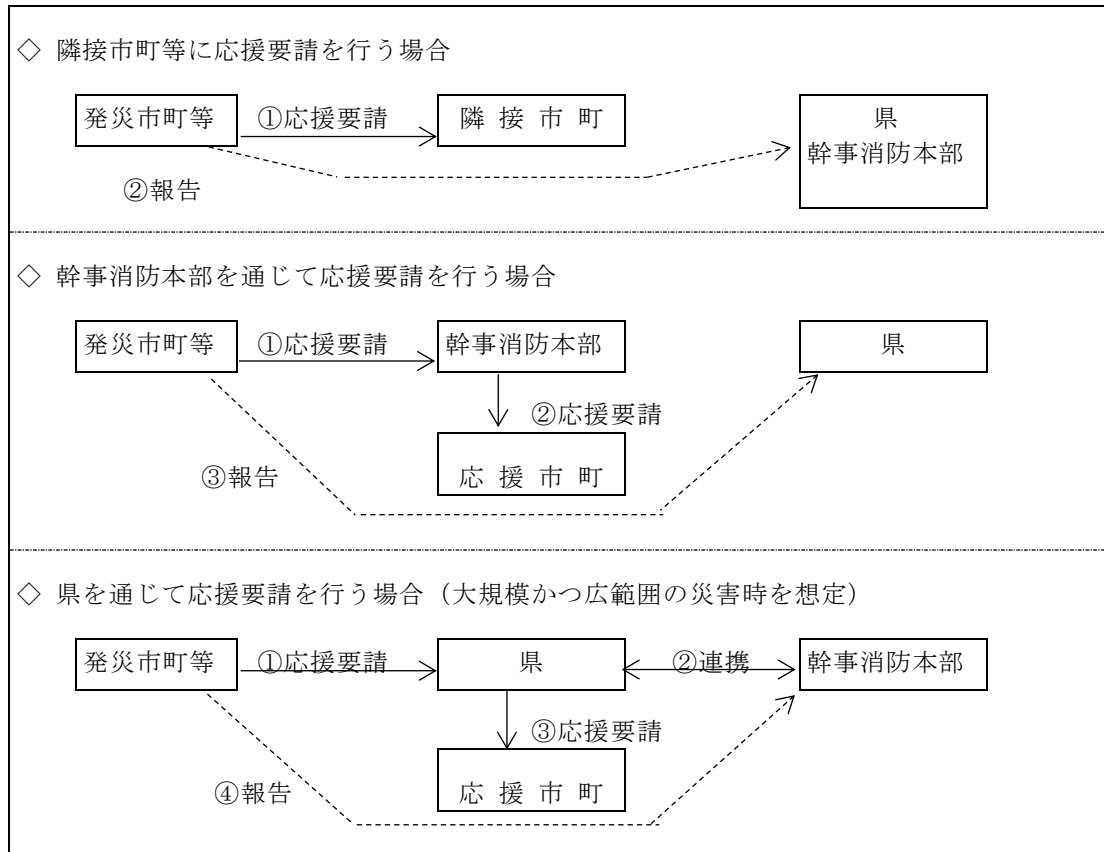 ◇ 隣接市町等に応援要請を行う場合
発災市町等
①応援要請
隣 接 市 町
県
幹事消防本部
②報告
◇ 幹事消防本部を通じて応援要請を行う場合
発災市町等
①応援要請
幹事消防本部
県
②応援要請
応 援 市 町
③報告
◇ 県を通じて応援要請を行う場合（大規模かつ広範囲の災害時を想定）
発災市町等
①応援要請
県
②連携
幹事消防本部
③応援要請
応 援 市 町
④報告